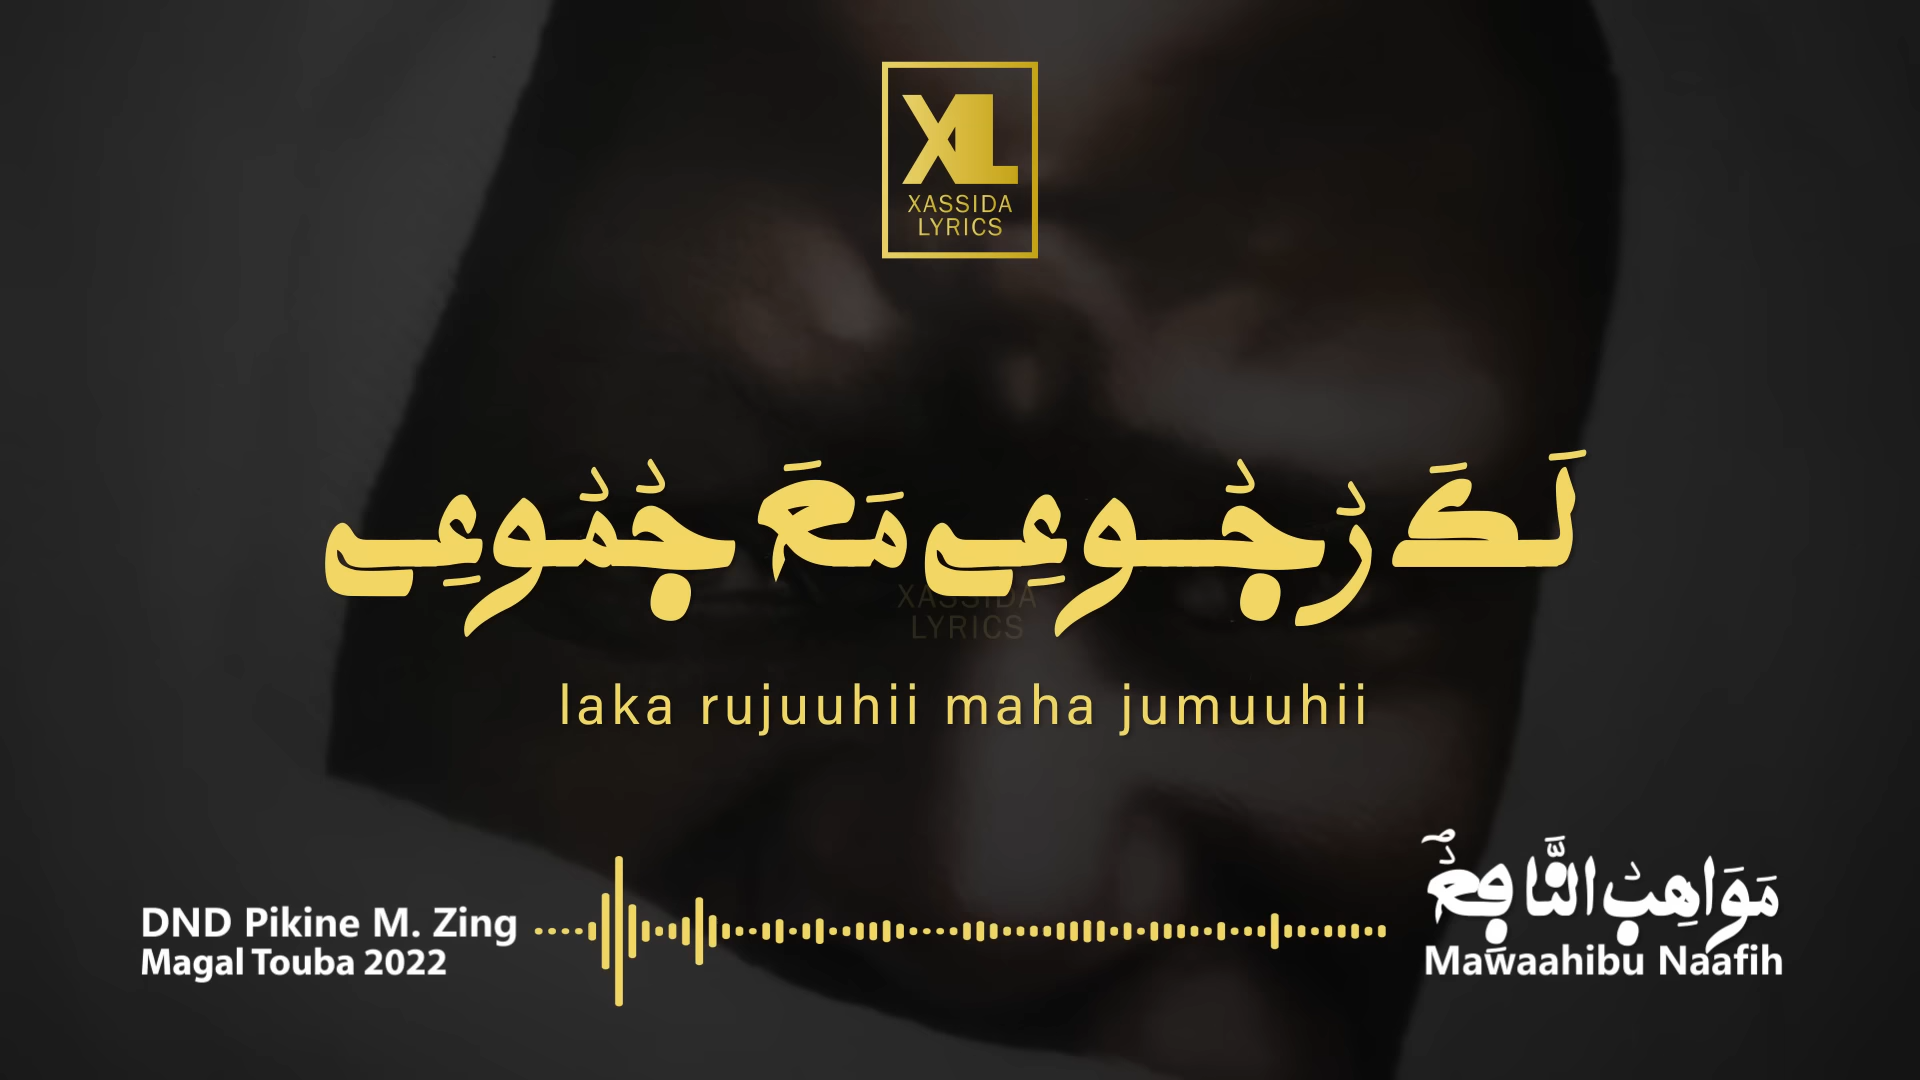 XL
XASSIDA
LYRICS
لَكَ رُجُوعِي مَعَ جُمُوعِي
XASSIDA
LYRICS
laka rujuuhii maha jumuuhii
DND Pikine M. Zing
Magal Touba 2022
مَوَاهِبُ النَّافِعُ
Mawaahibu Naafih